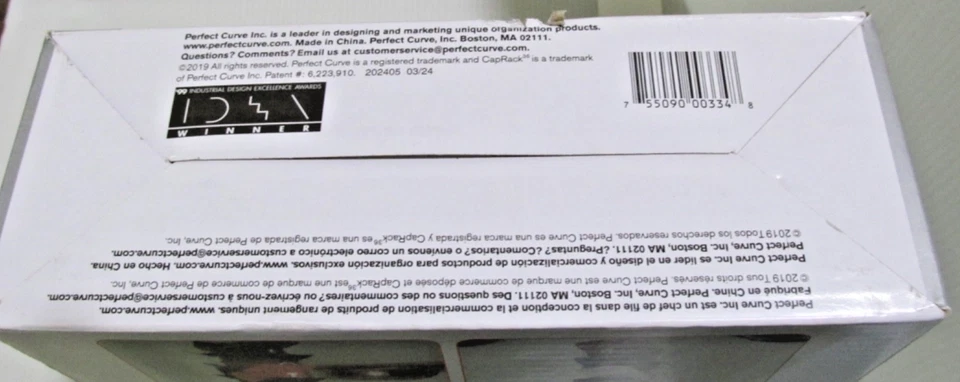 Perfect Curve Inc. is a leader in designing and marketing unique organization products.
www.perfectcurve.com. Made in China. Perfect Curve, Inc. Boston, MA 02111.
Questions? Comments? Email us at customerservice@perfectcurve.com.
©2019 All rights reserved. Perfect Curve is a registered trademark and CapRack³⁶ is a trademark
of Perfect Curve Inc. Patent #: 6,223,910. 202405 03/24
'99 INDUSTRIAL DESIGN EXCELLENCE AWARDS
IDEA
WINNER
7 55090 00334 8
Perfect Curve Inc. est un chef de file dans la conception et la commercialisation de produits de rangement uniques. www.perfectcurve.com.
Fabriqué en Chine. Perfect Curve, Inc. Boston, MA 02111. Des questions ou des commentaires? ou écrivez-nous à customerservice@perfectcurve.com.
©2019 Tous droits réservés. Perfect Curve est une marque de commerce déposée et CapRack³⁶est une marque de commerce de Perfect Curve, Inc.
Perfect Curve Inc. es líder en el diseño y comercialización de productos para organización exclusivos. www.perfectcurve.com. Hecho en China.
Perfect Curve, Inc. Boston, MA 02111. ¿Preguntas? ¿Comentarios? o envíenos un correo electrónico a customerservice@perfectcurve.com.
©2019 Todos los derechos reservados. Perfect Curve es una marca registrada y CapRack³⁶es una marca registrada de Perfect Curve, Inc.